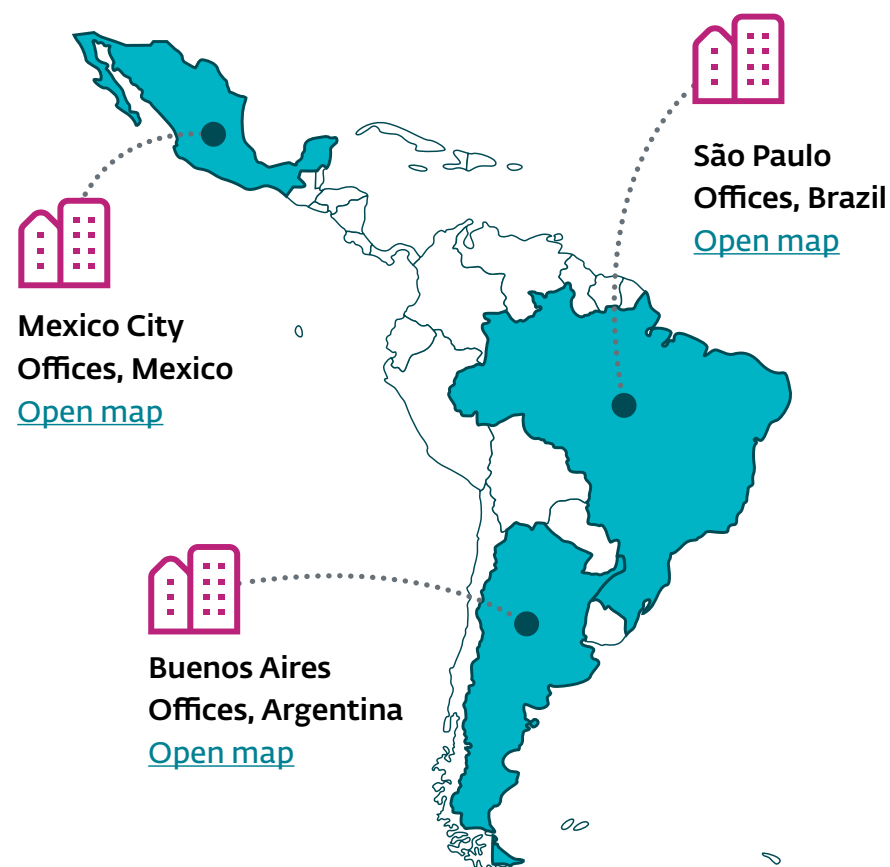 São Paulo
Offices, Brazil
Open map
Mexico City
Offices, Mexico
Open map
Buenos Aires
Offices, Argentina
Open map